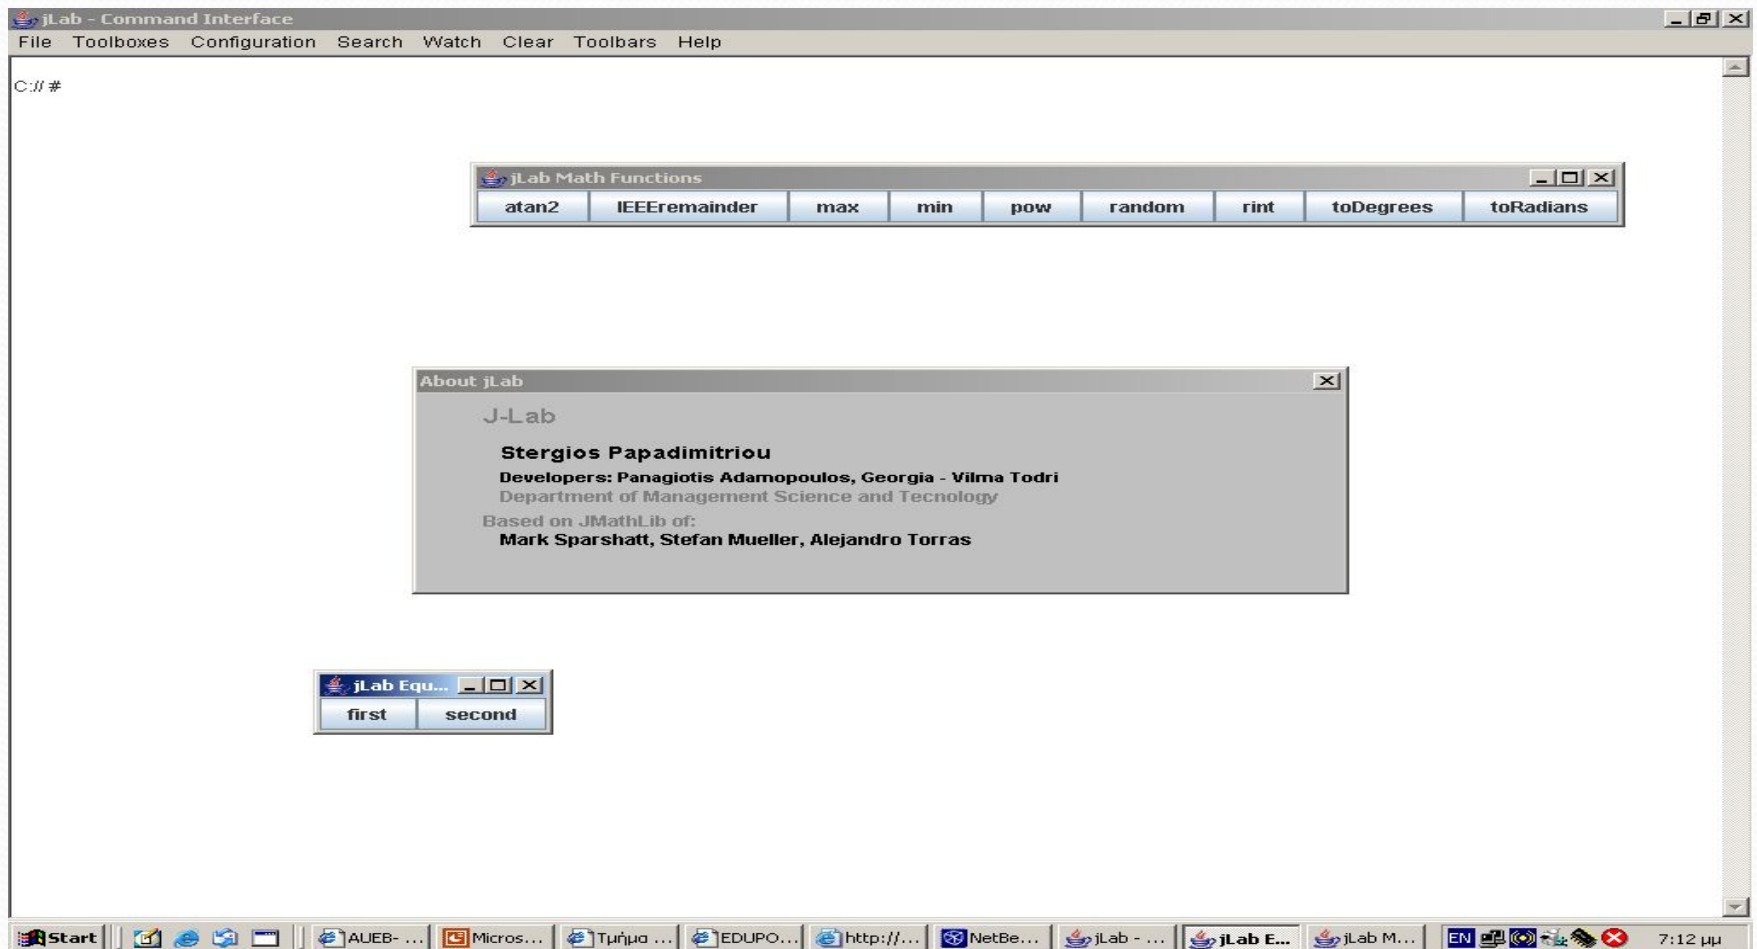 jLab - Command Interface
File Toolboxes Configuration Search Watch Clear Toolbars Help
C:// #
jLab Math Functions
atan2 IEEEremainder max min pow random rint toDegrees toRadians
About jLab
J-Lab
Stergios Papadimitriou
Developers: Panagiotis Adamopoulos, Georgia - Vilma Todri
Department of Management Science and Tecnology
Based on JMathLib of:
Mark Sparshatt, Stefan Mueller, Alejandro Torras
jLab Equ...
first second
Start AUEB- ... Micros... Τμήμα ... EDUPO... http://... NetBe... jLab - ... jLab E... jLab M... EN 7:12 μμ